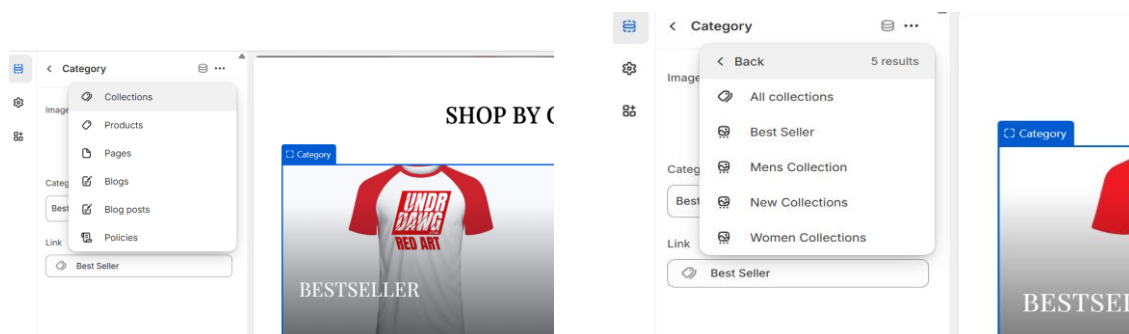 Category
Collections
Image
Products
Pages
Categ
Blogs
Best
Blog posts
Policies
Link
Best Seller
SHOP BY
Category
UNDR
DAWG
RED ART
BESTSELLER
Category
Back 5 results
Image
All collections
Best Seller
Categ
Mens Collection
Best
New Collections
Link
Women Collections
Best Seller
Category
BESTSEL